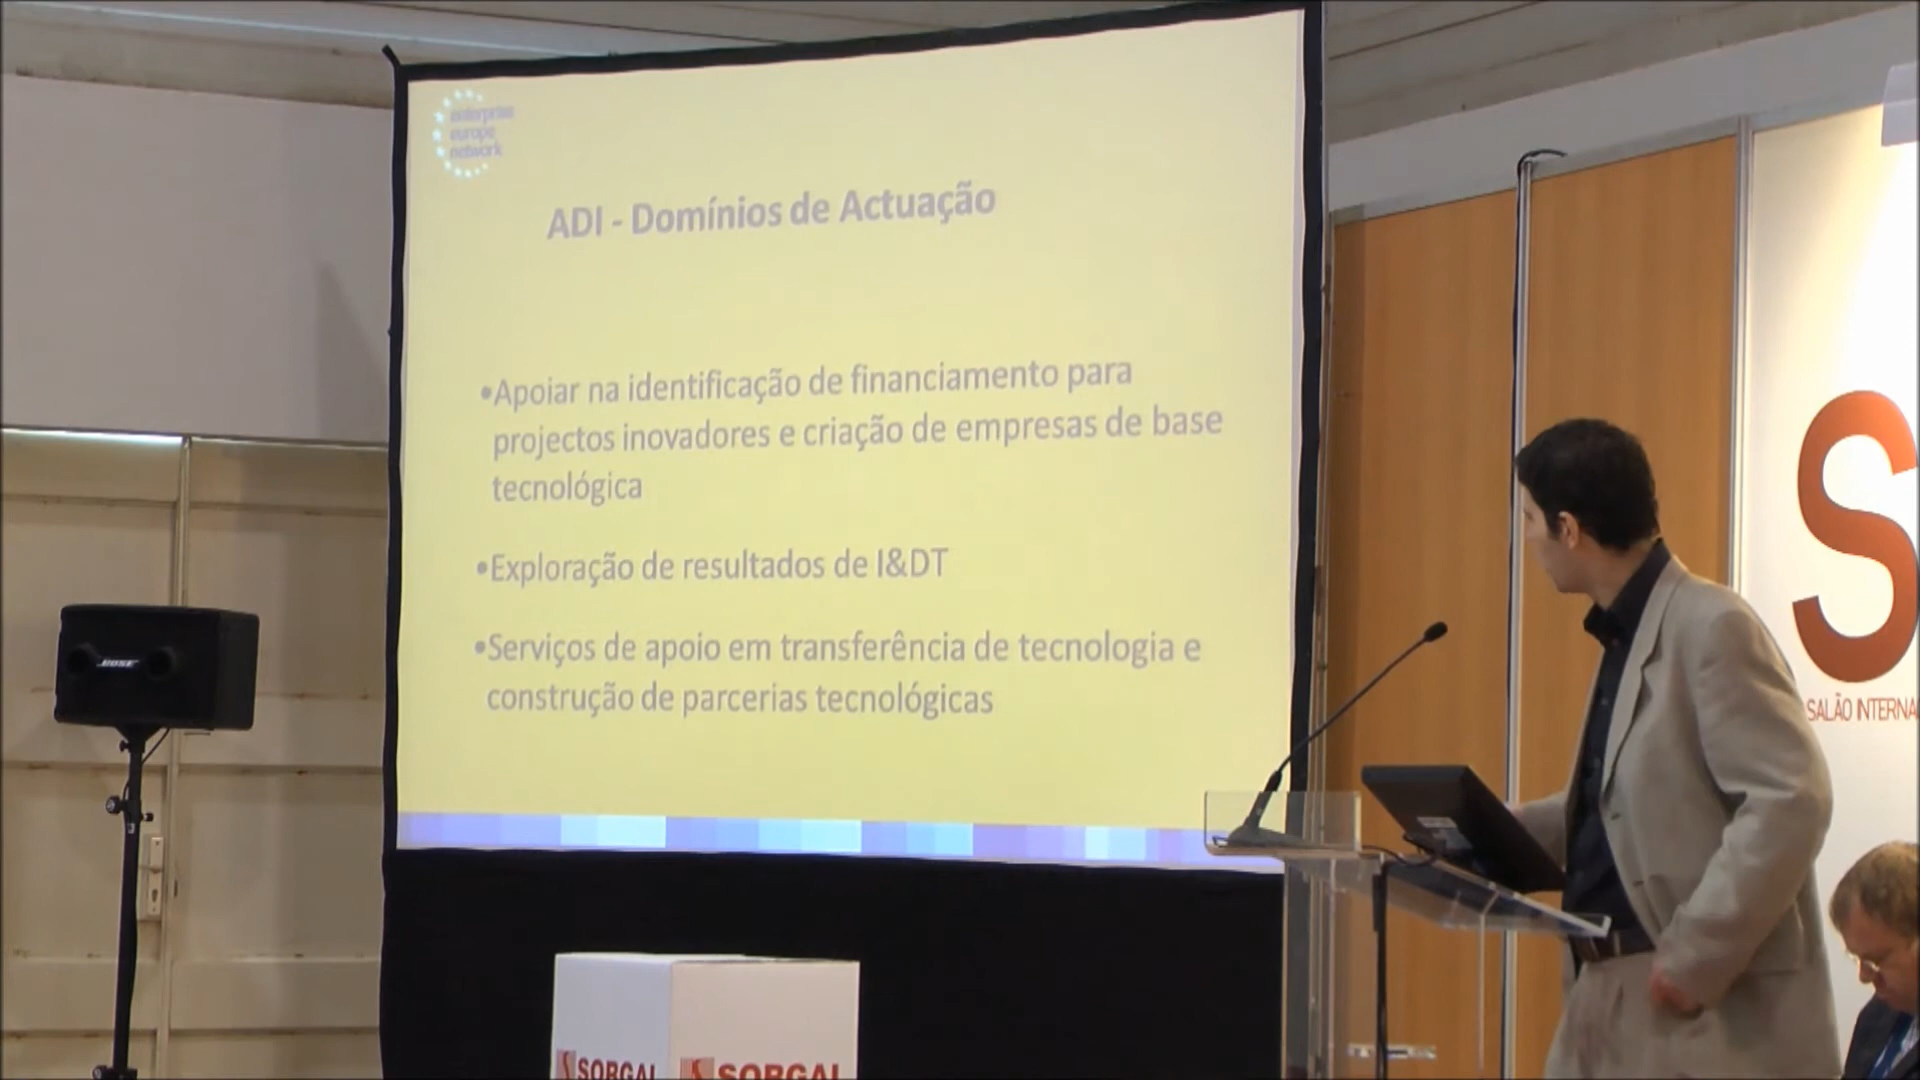 enterprise
europe
network
ADI - Domínios de Actuação
•Apoiar na identificação de financiamento para
projectos inovadores e criação de empresas de base
tecnológica
•Exploração de resultados de I&DT
•Serviços de apoio em transferência de tecnologia e
construção de parcerias tecnológicas
BOSE
S
SALÃO INTERNA
SORGAL
SORGAL